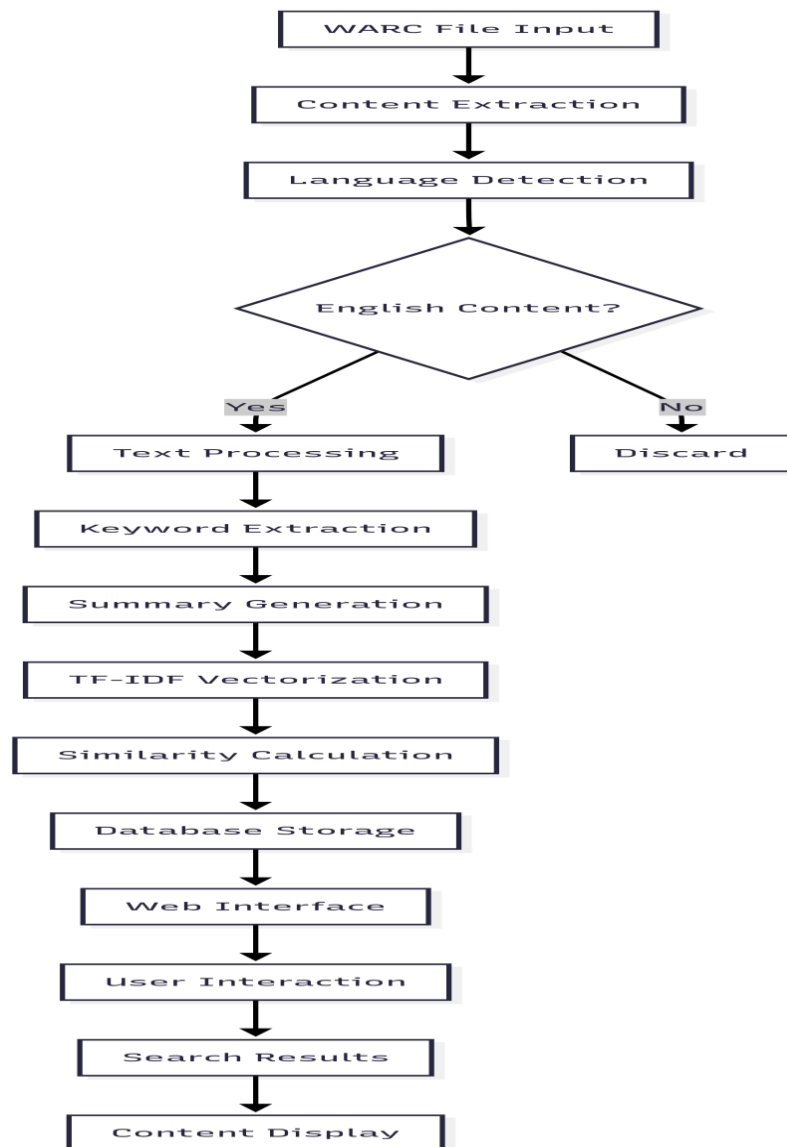 WARC File Input
Content Extraction
Language Detection
English Content?
Yes
No
Text Processing
Discard
Keyword Extraction
Summary Generation
TF-IDF Vectorization
Similarity Calculation
Database Storage
Web Interface
User Interaction
Search Results
Content Display